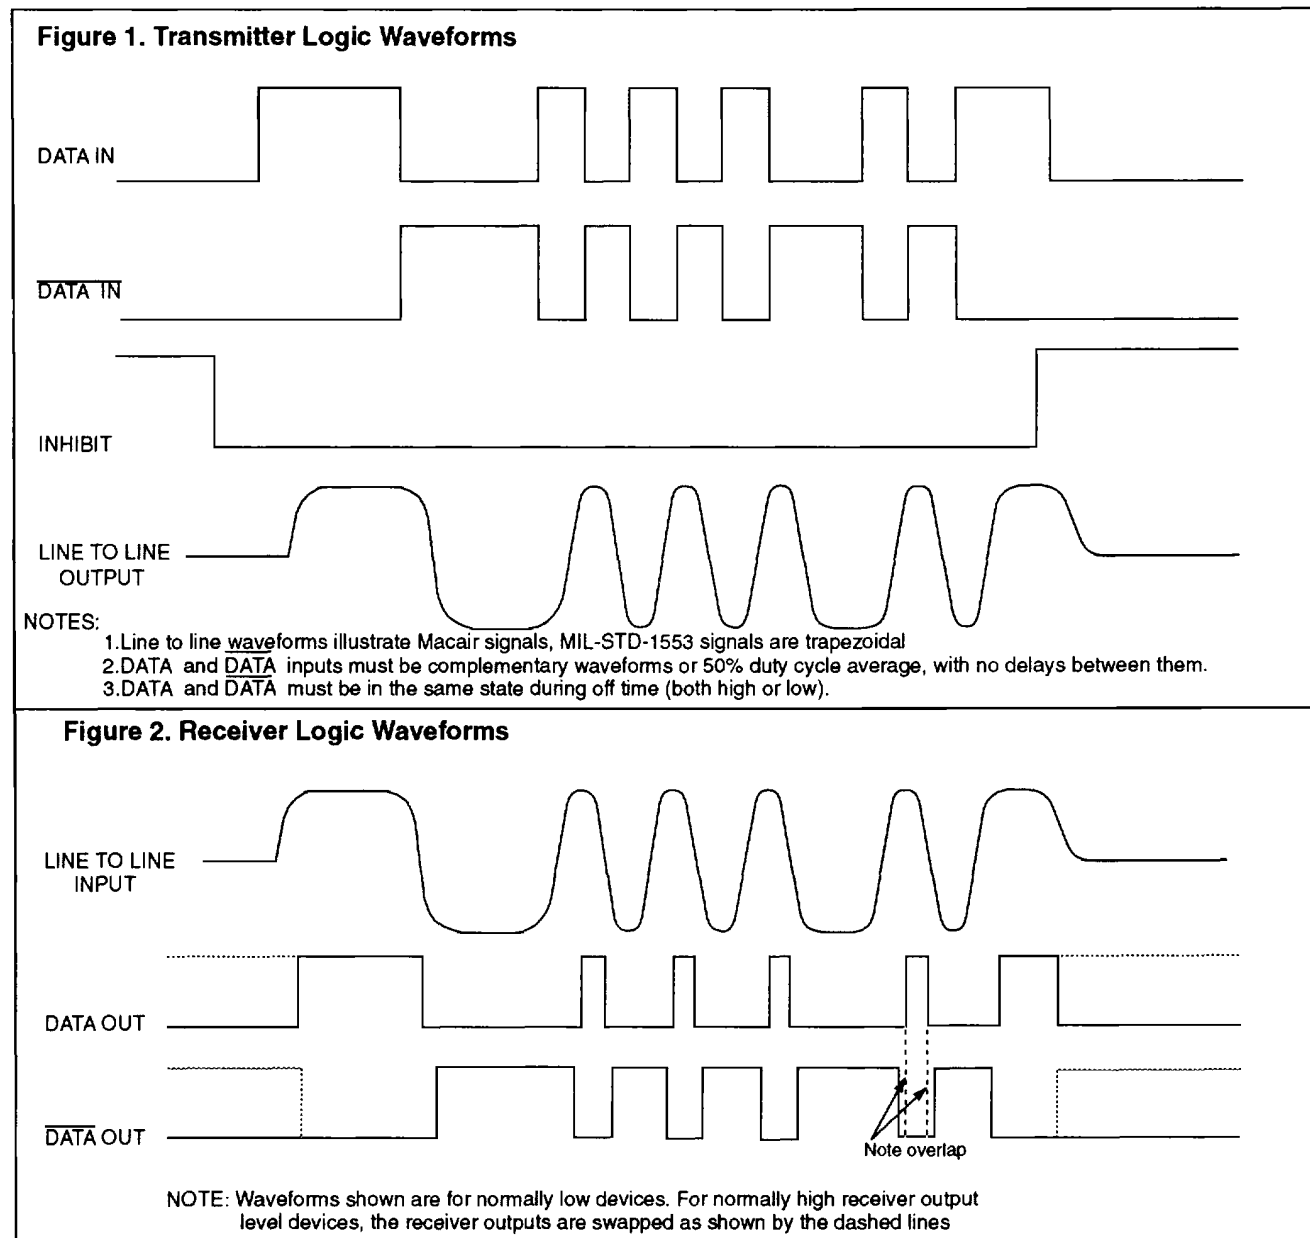 Figure 1. Transmitter Logic Waveforms
DATA IN
DATA IN
INHIBIT
LINE TO LINE
OUTPUT
NOTES:
1.Line to line waveforms illustrate Macair signals, MIL-STD-1553 signals are trapezoidal
2.DATA and DATA inputs must be complementary waveforms or 50% duty cycle average, with no delays between them.
3.DATA and DATA must be in the same state during off time (both high or low).
Figure 2. Receiver Logic Waveforms
LINE TO LINE
INPUT
DATA OUT
DATA OUT
Note overlap
NOTE: Waveforms shown are for normally low devices. For normally high receiver output
level devices, the receiver outputs are swapped as shown by the dashed lines